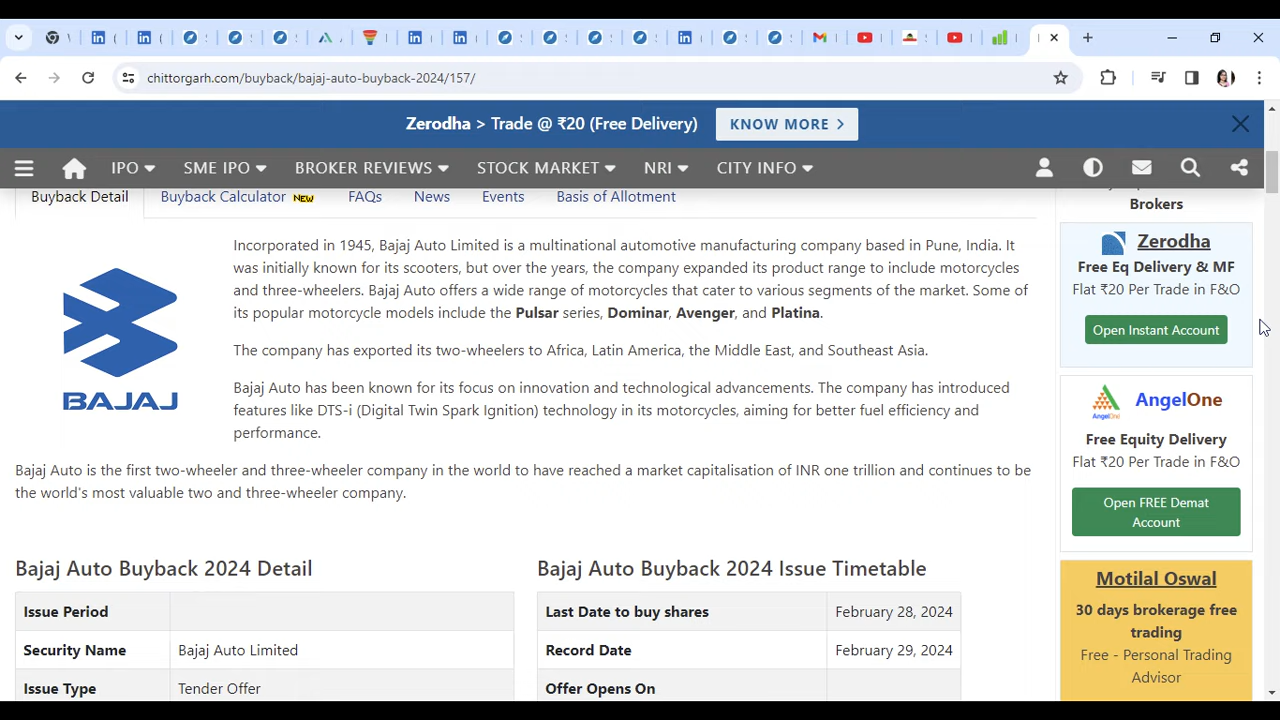 chittorgarh.com/buyback/bajaj-auto-buyback-2024/157/
Zerodha > Trade @ ₹20 (Free Delivery)
KNOW MORE >
IPO
SME IPO
BROKER REVIEWS
STOCK MARKET
NRI
CITY INFO
Buyback Detail
Buyback Calculator NEW
FAQs
News
Events
Basis of Allotment
Incorporated in 1945, Bajaj Auto Limited is a multinational automotive manufacturing company based in Pune, India. It
was initially known for its scooters, but over the years, the company expanded its product range to include motorcycles
and three-wheelers. Bajaj Auto offers a wide range of motorcycles that cater to various segments of the market. Some of
its popular motorcycle models include the Pulsar series, Dominar, Avenger, and Platina.
BAJAJ
The company has exported its two-wheelers to Africa, Latin America, the Middle East, and Southeast Asia.
Bajaj Auto has been known for its focus on innovation and technological advancements. The company has introduced
features like DTS-i (Digital Twin Spark Ignition) technology in its motorcycles, aiming for better fuel efficiency and
performance.
Bajaj Auto is the first two-wheeler and three-wheeler company in the world to have reached a market capitalisation of INR one trillion and continues to be
the world's most valuable two and three-wheeler company.
Bajaj Auto Buyback 2024 Detail
Issue Period
Security Name Bajaj Auto Limited
Issue Type Tender Offer
Bajaj Auto Buyback 2024 Issue Timetable
Last Date to buy shares February 28, 2024
Record Date February 29, 2024
Offer Opens On
Brokers
Zerodha
Free Eq Delivery & MF
Flat ₹20 Per Trade in F&O
Open Instant Account
AngelOne
AngelOne
Free Equity Delivery
Flat ₹20 Per Trade in F&O
Open FREE Demat
Account
Motilal Oswal
30 days brokerage free
trading
Free - Personal Trading
Advisor